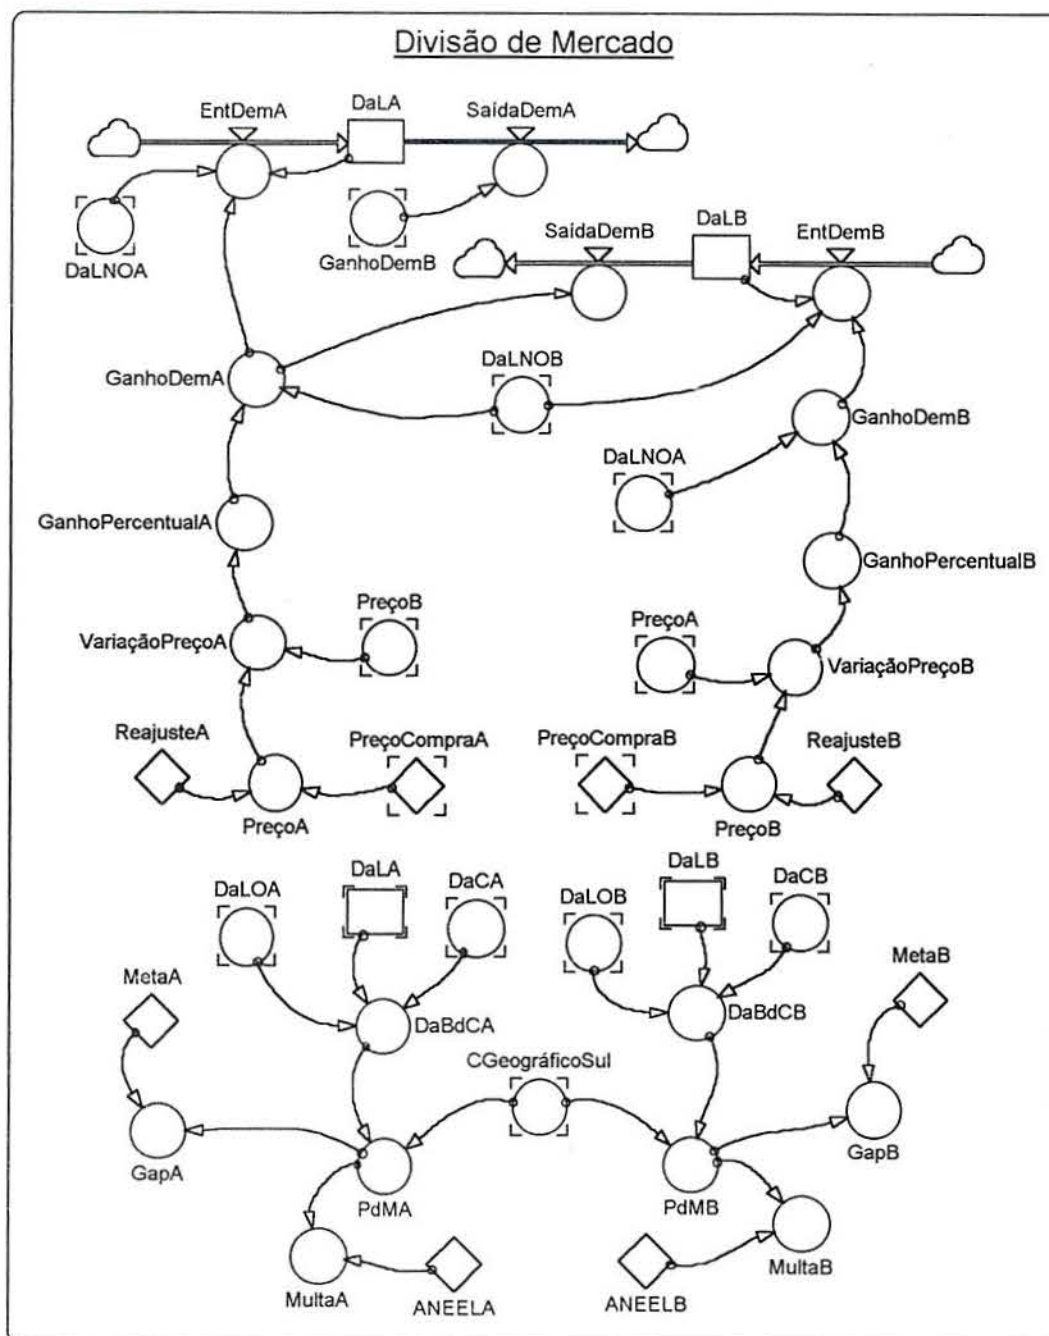 Divisão de Mercado
EntDemA
DaLA
SaídaDemA
DaLNOA
GanhoDemB
SaídaDemB
DaLB
EntDemB
GanhoDemA
DaLNOB
GanhoDemB
DaLNOA
GanhoPercentualA
GanhoPercentualB
VariaçãoPreçoA
PreçoB
PreçoA
VariaçãoPreçoB
ReajusteA
PreçoCompraA
PreçoCompraB
ReajusteB
PreçoA
PreçoB
DaLOA
DaLA
DaCA
DaLOB
DaLB
DaCB
MetaA
MetaB
DaBdCA
DaBdCB
CGeográficoSul
GapA
GapB
PdMA
PdMB
MultaA
ANEELA
ANEELB
MultaB